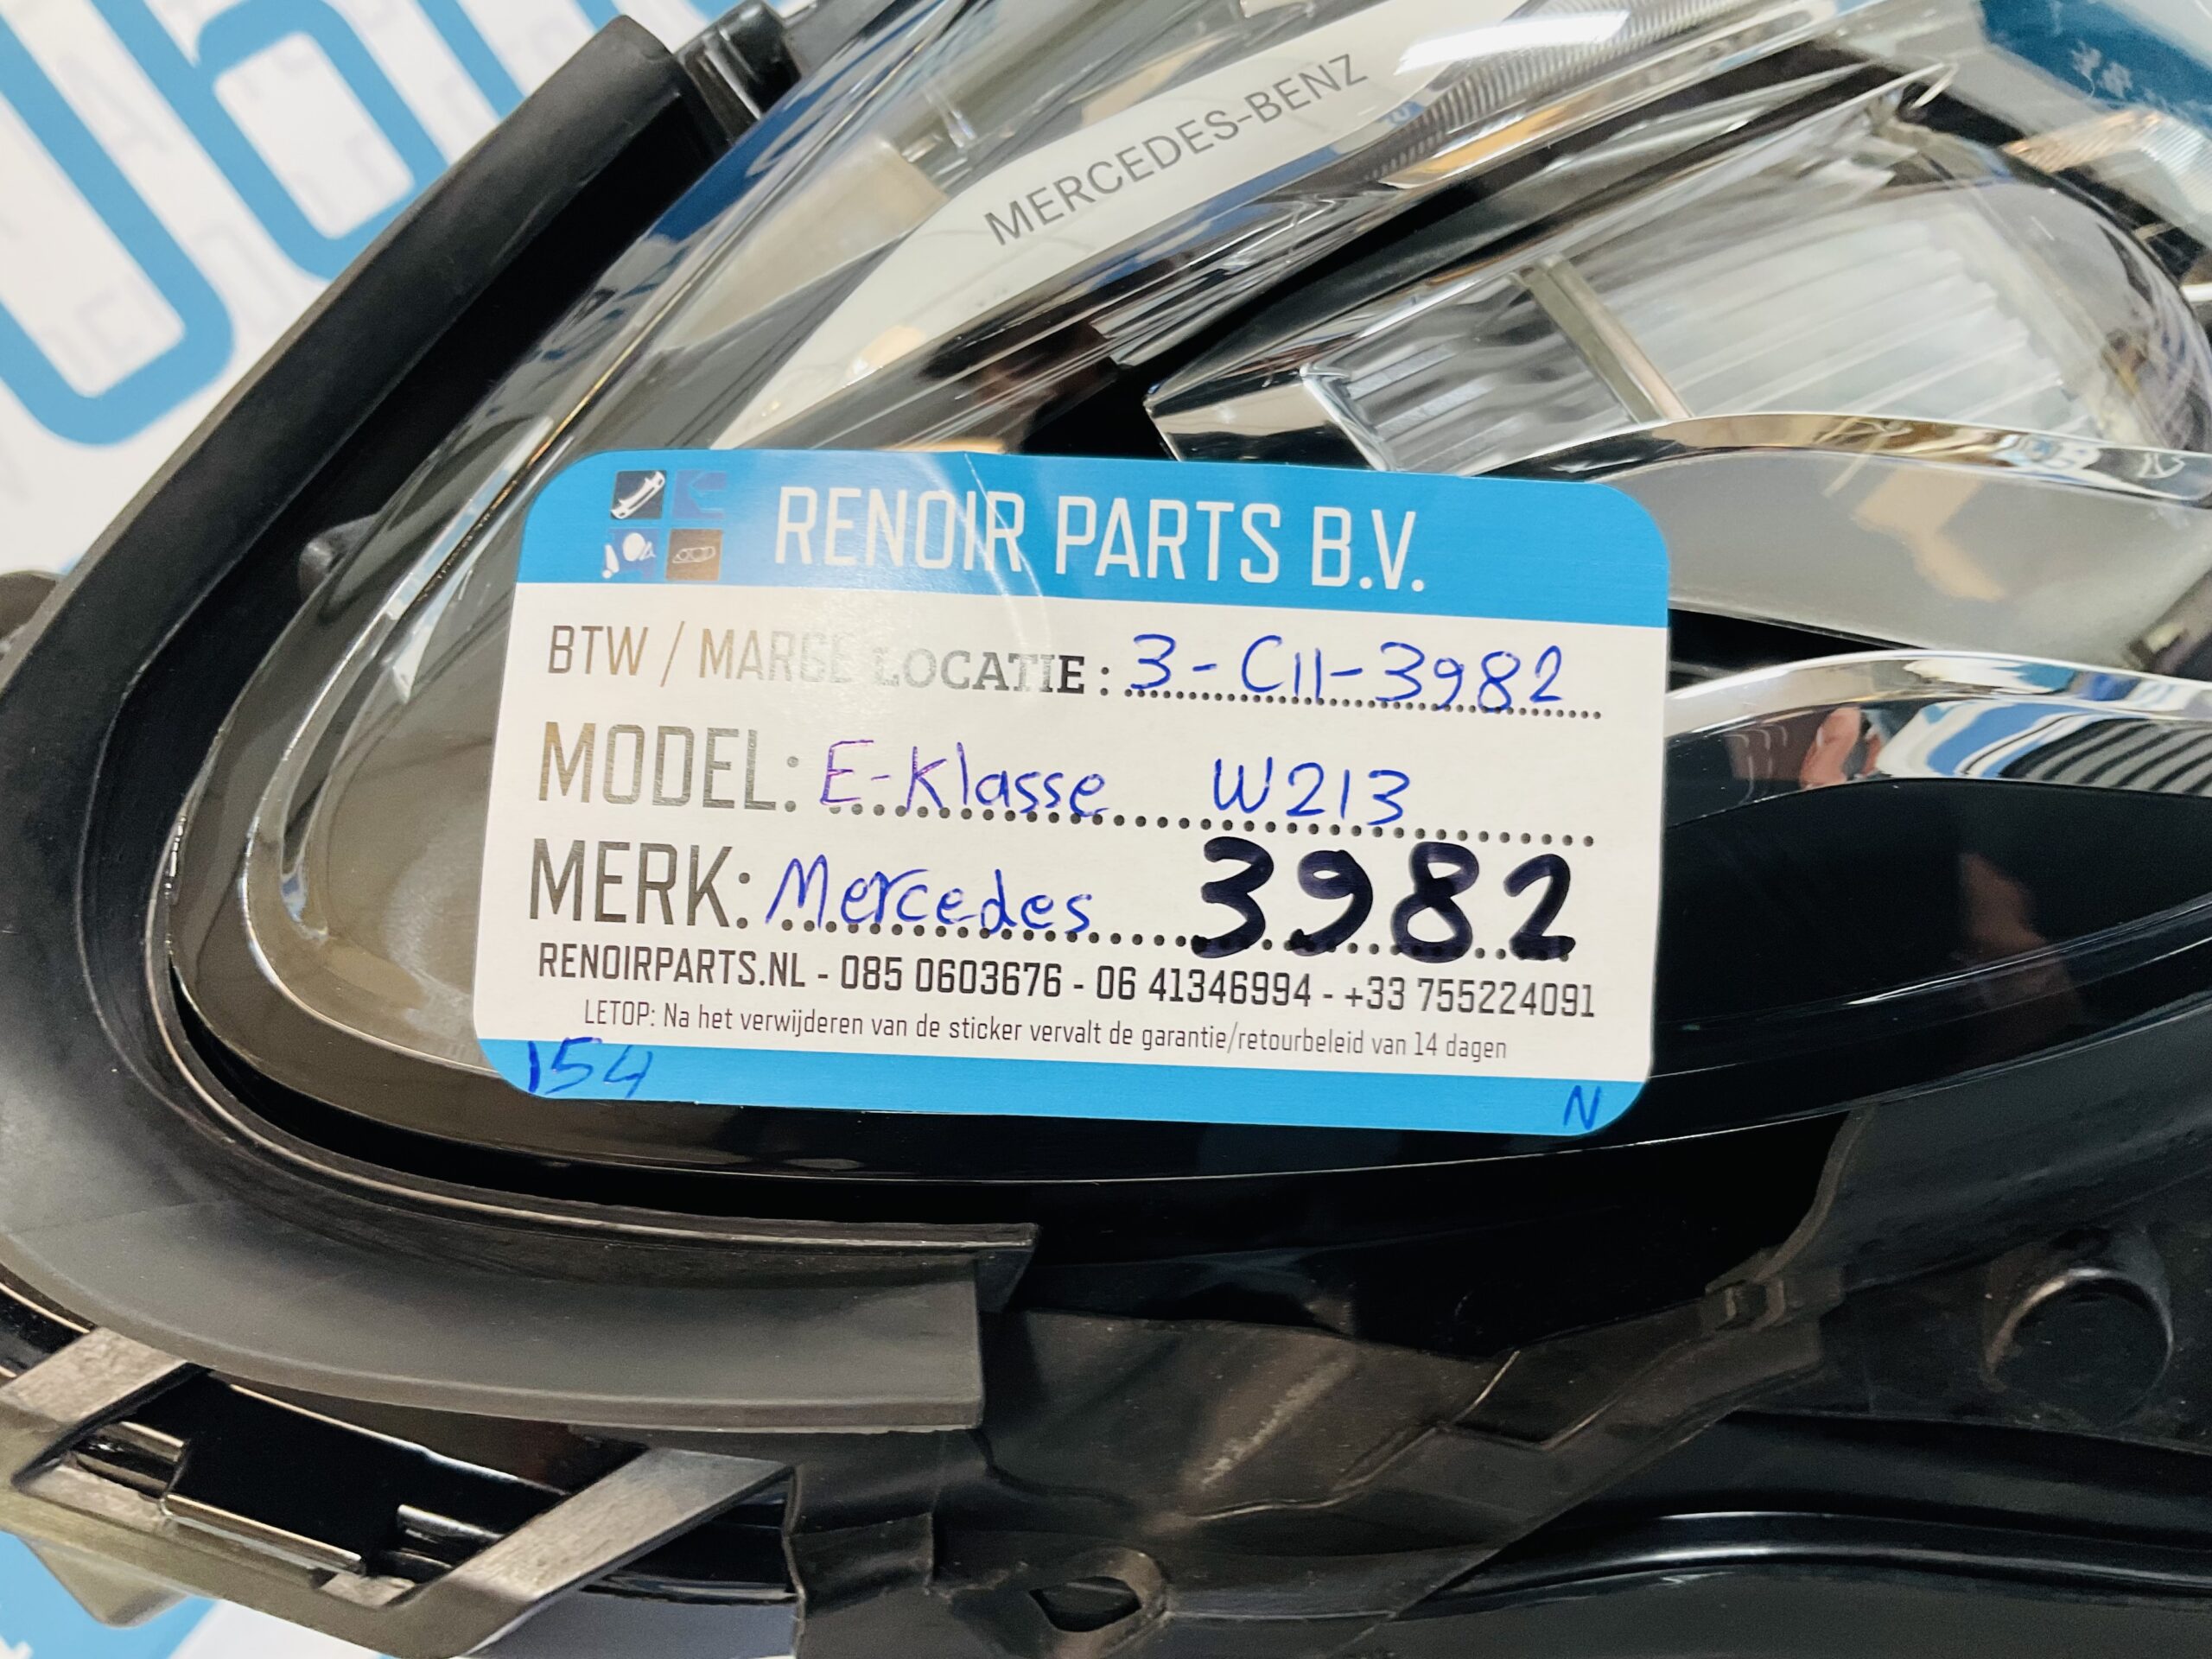 MERCEDES-BENZ
RENOIR PARTS B.V.
BTW / MARGE LOCATIE : 3-C11-3982
MODEL: E-Klasse W213
MERK: Mercedes 3982
RENOIRPARTS.NL - 085 0603676 - 06 41346994 - +33 755224091
LETOP: Na het verwijderen van de sticker vervalt de garantie/retourbeleid van 14 dagen
154 N